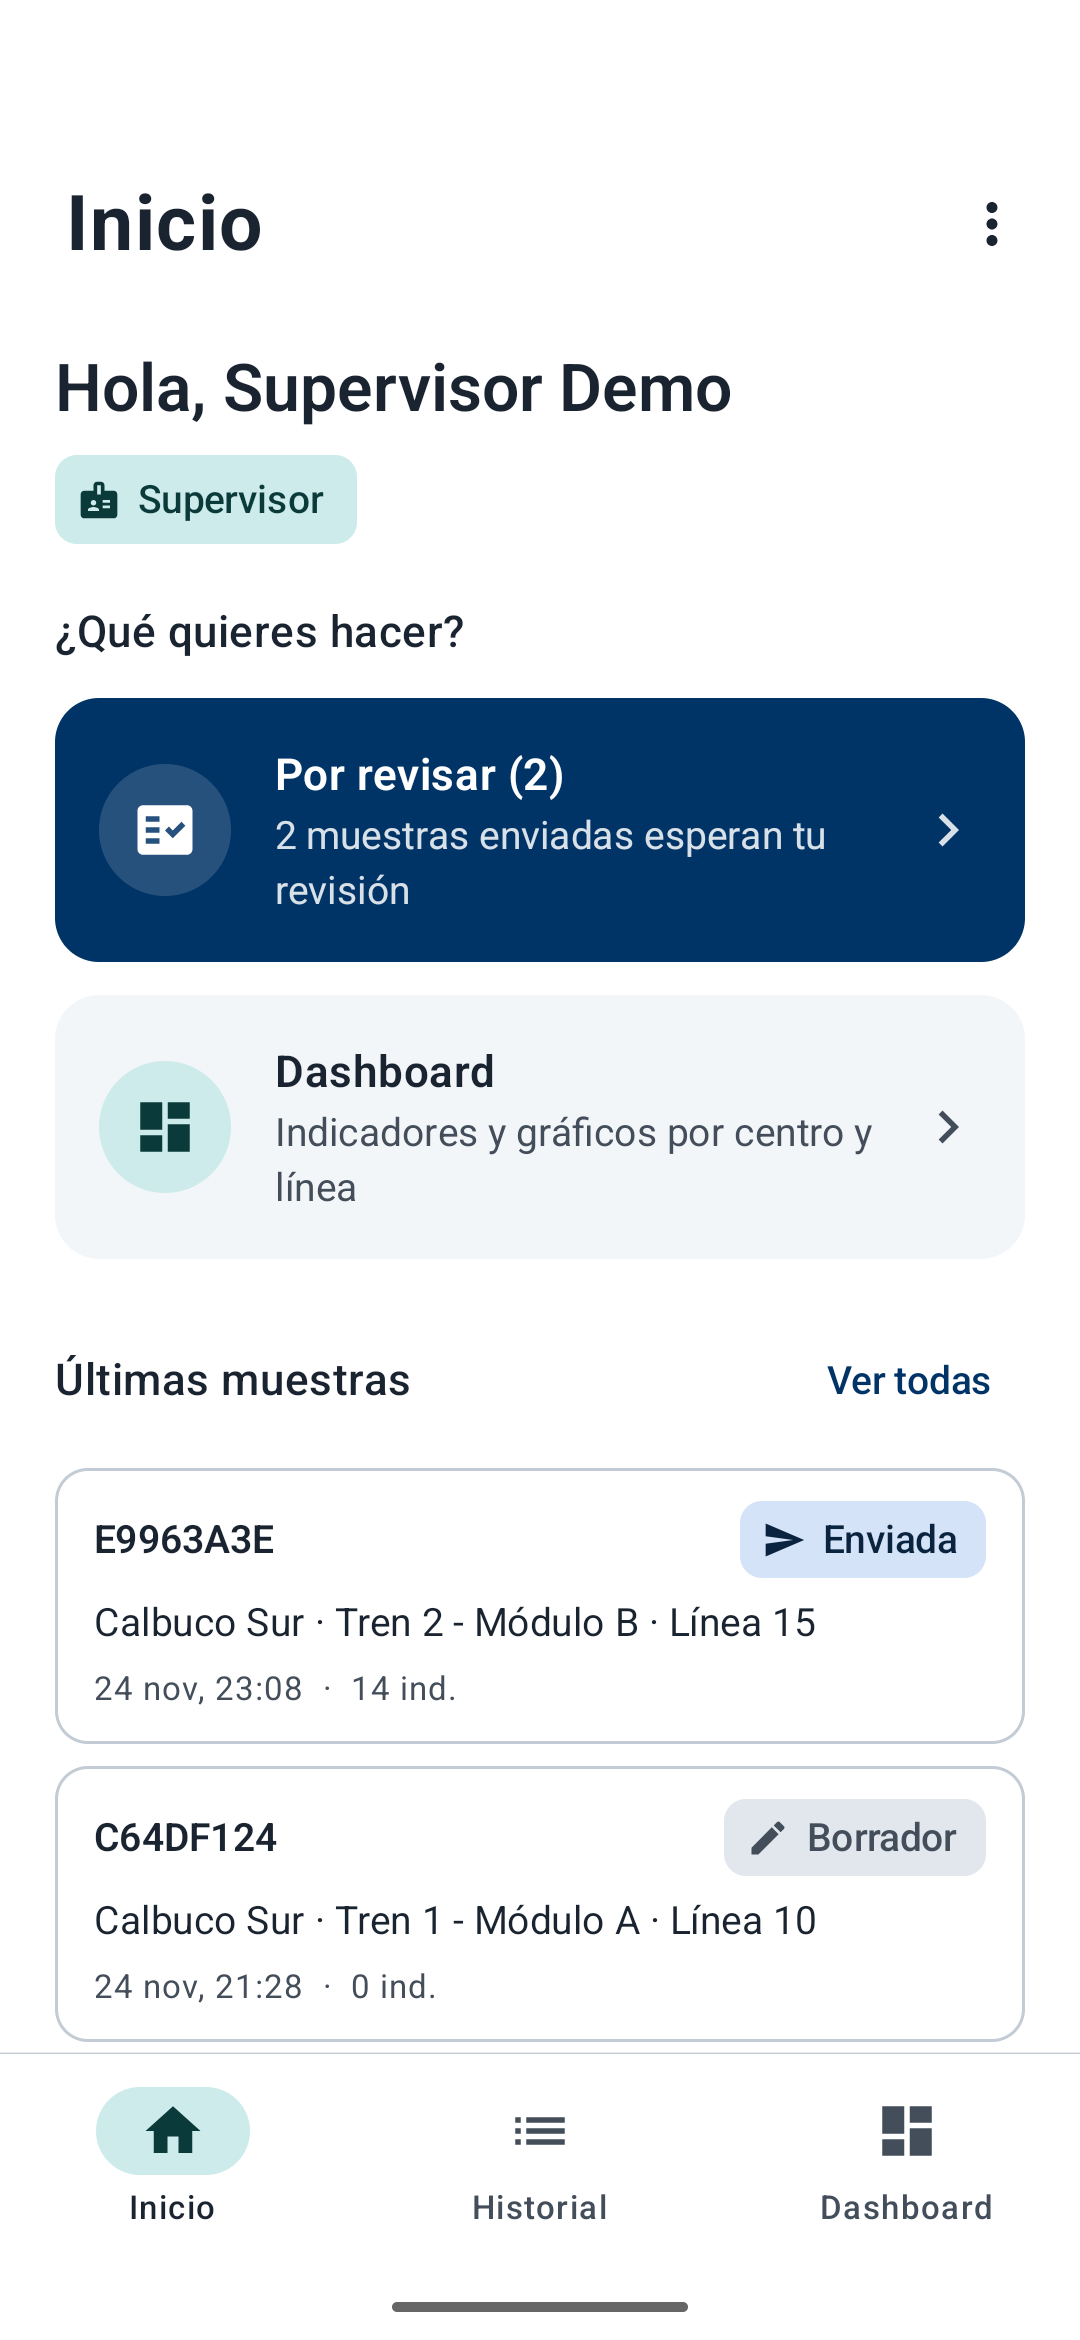 Inicio
Hola, Supervisor Demo
Supervisor
¿Qué quieres hacer?
Por revisar (2)
2 muestras enviadas esperan tu
revisión
Dashboard
Indicadores y gráficos por centro y
línea
Últimas muestras
Ver todas
E9963A3E
Enviada
Calbuco Sur · Tren 2 - Módulo B · Línea 15
24 nov, 23:08 · 14 ind.
C64DF124
Borrador
Calbuco Sur · Tren 1 - Módulo A · Línea 10
24 nov, 21:28 · 0 ind.
Inicio
Historial
Dashboard